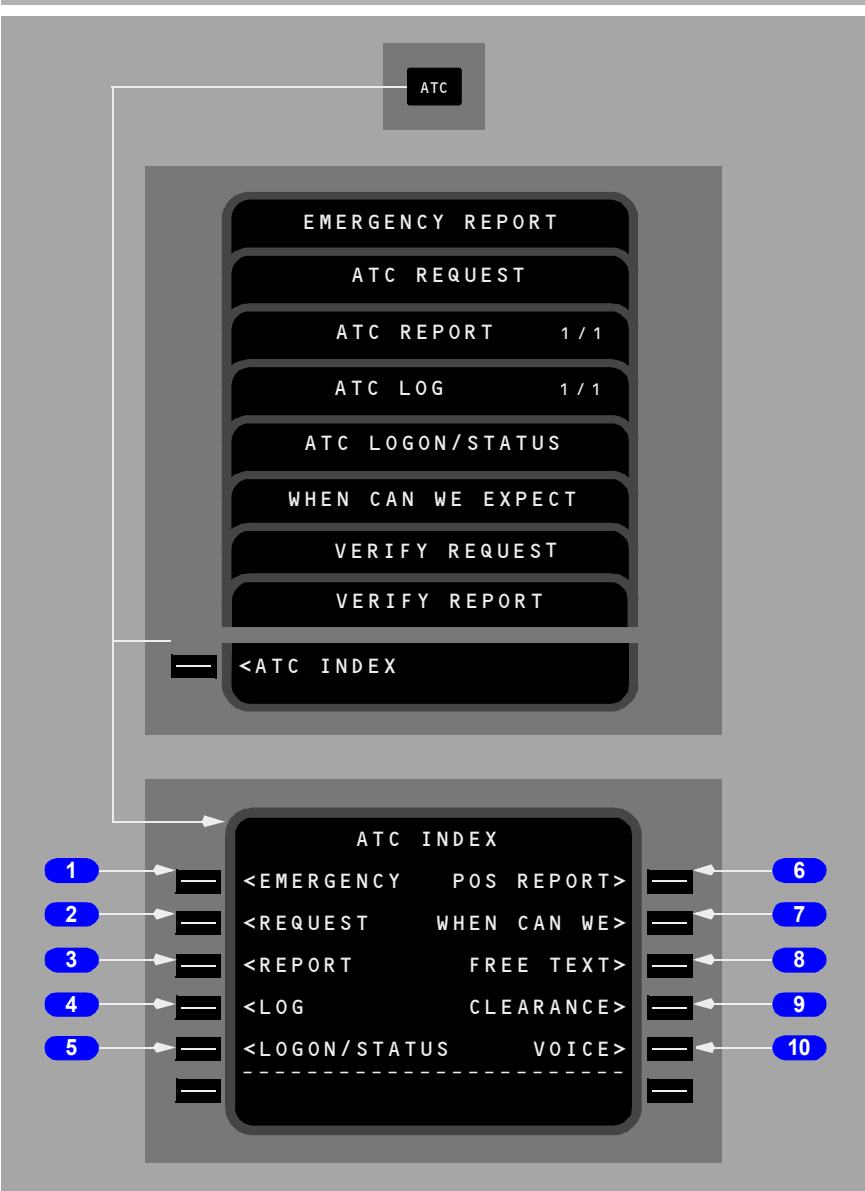 ATC
EMERGENCY REPORT
ATC REQUEST
ATC REPORT 1/1
ATC LOG 1/1
ATC LOGON/STATUS
WHEN CAN WE EXPECT
VERIFY REQUEST
VERIFY REPORT
<ATC INDEX
ATC INDEX
1 <EMERGENCY POS REPORT> 6
2 <REQUEST WHEN CAN WE> 7
3 <REPORT FREE TEXT> 8
4 <LOG CLEARANCE> 9
5 <LOGON/STATUS VOICE> 10
------------------------